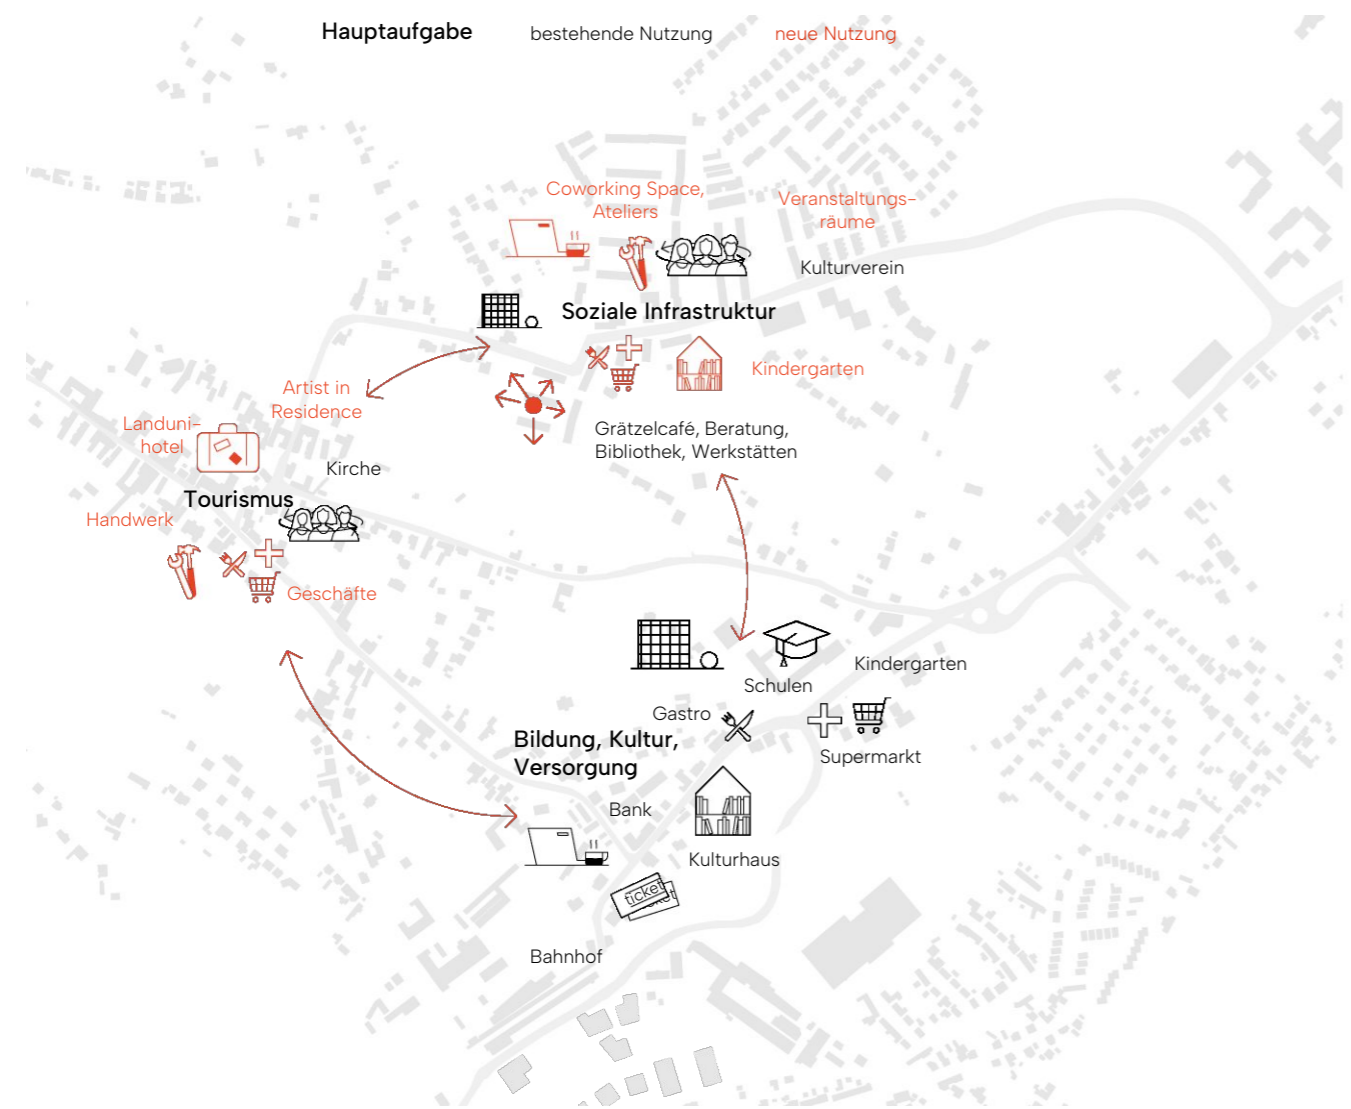 Hauptaufgabe
bestehende Nutzung
neue Nutzung
Coworking Space,
Ateliers
Veranstaltungs-
räume
Kulturverein
Soziale Infrastruktur
Kindergarten
Artist in
Residence
Landuni-
hotel
Grätzelcafé, Beratung,
Bibliothek, Werkstätten
Kirche
Tourismus
Handwerk
Geschäfte
Kindergarten
Schulen
Gastro
Bildung, Kultur,
Versorgung
Supermarkt
Bank
Kulturhaus
ticket
Bahnhof